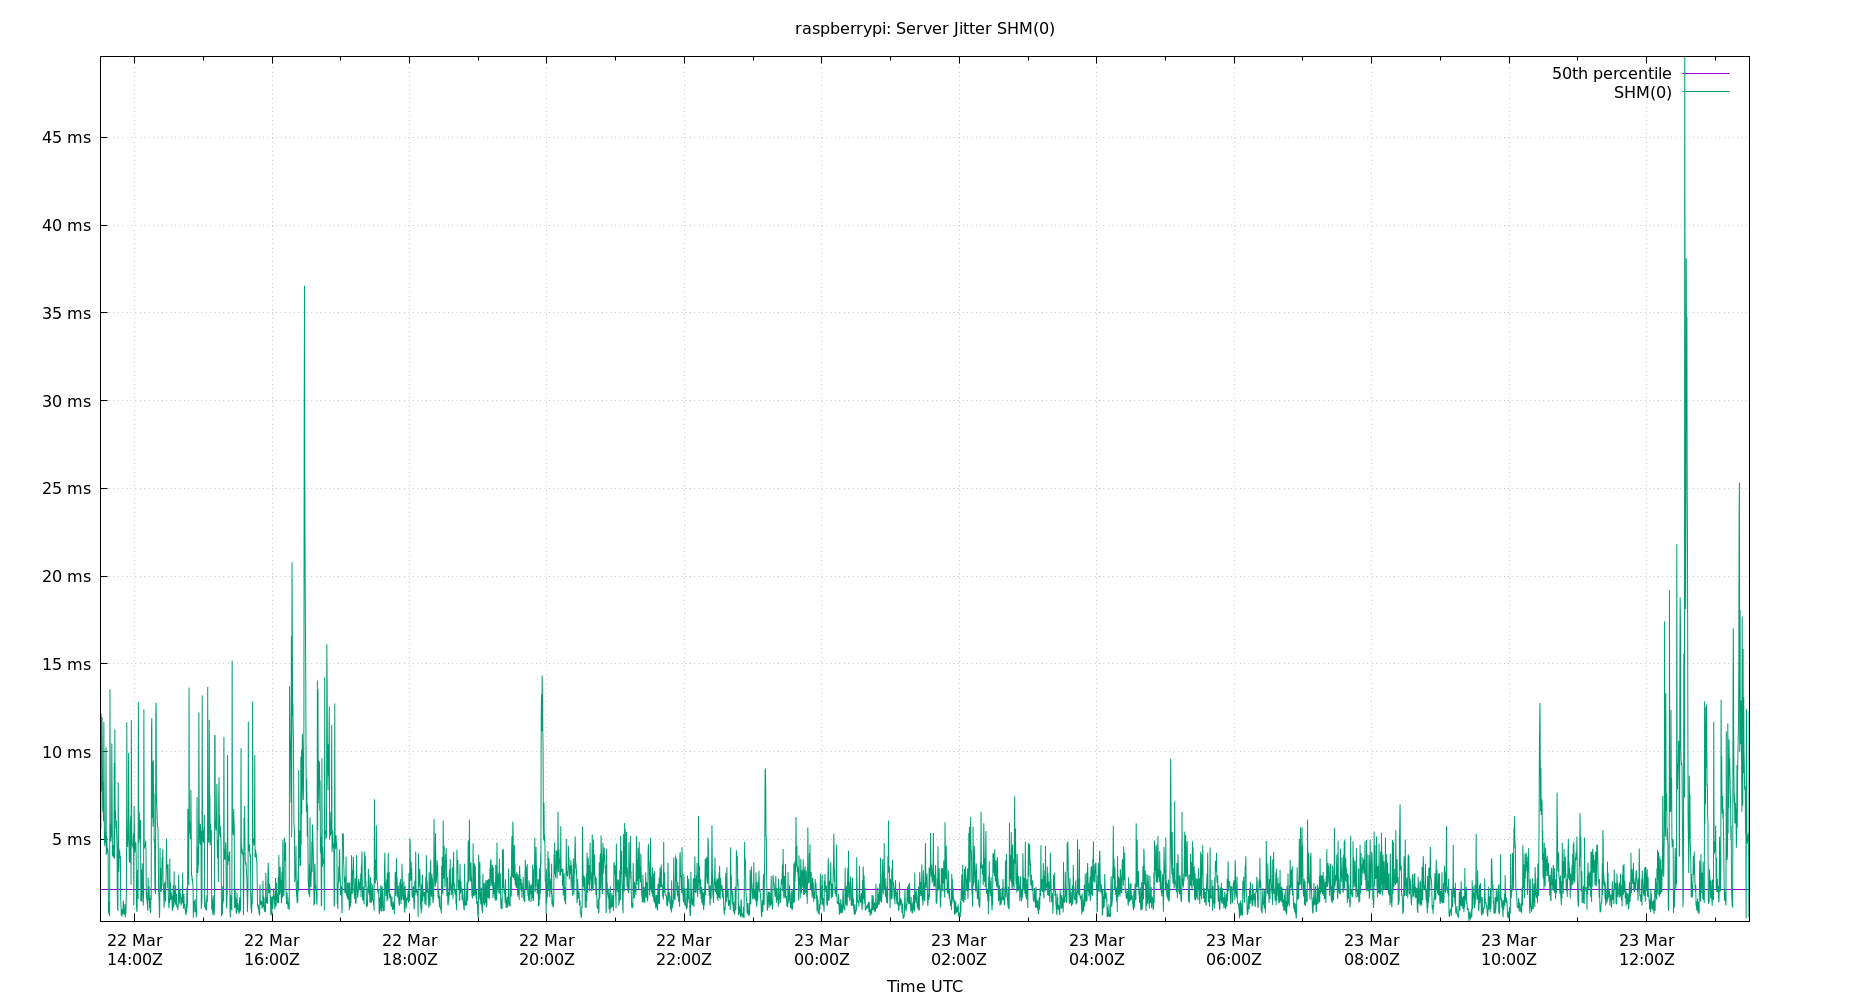 raspberrypi: Server Jitter SHM(0)
50th percentile
SHM(0)
45 ms
40 ms
35 ms
30 ms
25 ms
20 ms
15 ms
10 ms
5 ms
22 Mar 22 Mar 22 Mar 22 Mar 22 Mar 23 Mar 23 Mar 23 Mar 23 Mar 23 Mar 23 Mar 23 Mar
14:00Z 16:00Z 18:00Z 20:00Z 22:00Z 00:00Z 02:00Z 04:00Z 06:00Z 08:00Z 10:00Z 12:00Z
Time UTC